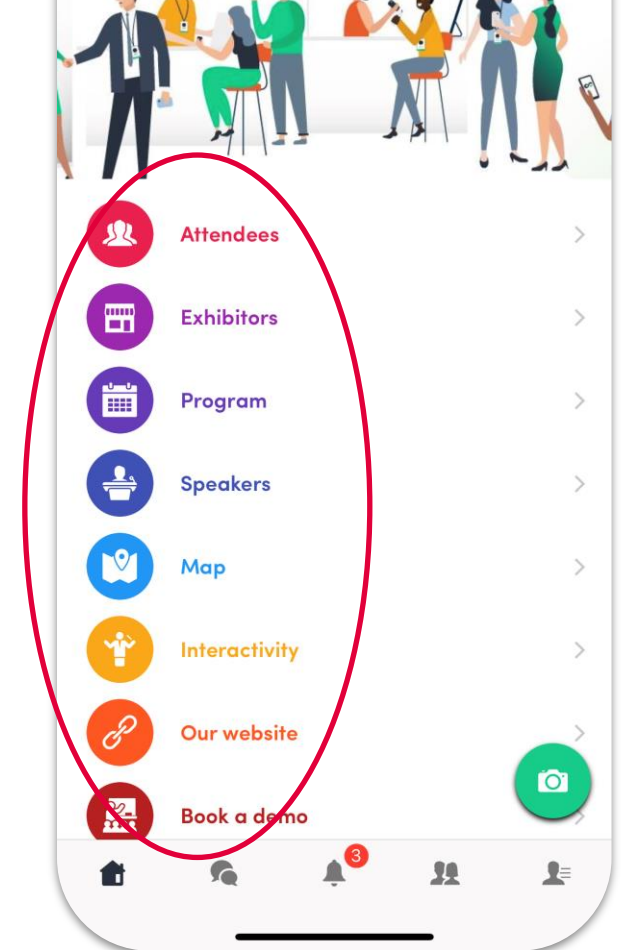 Attendees
Exhibitors
Program
Speakers
Map
Interactivity
Our website
Book a demo
3